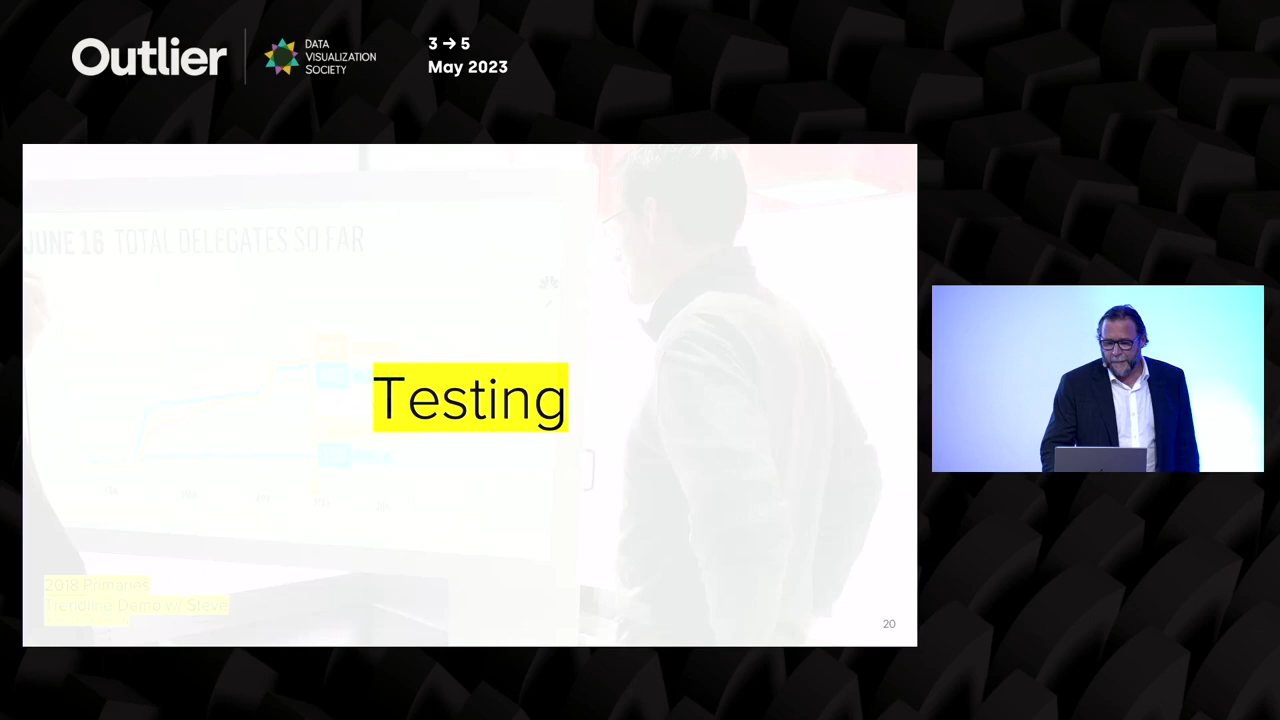 Outlier
DATA
VISUALIZATION
SOCIETY
3 → 5
May 2023
JUNE 16 TOTAL DELEGATES SO FAR
Testing
2018 Primaries
Trendline Demo w/ Steve
20